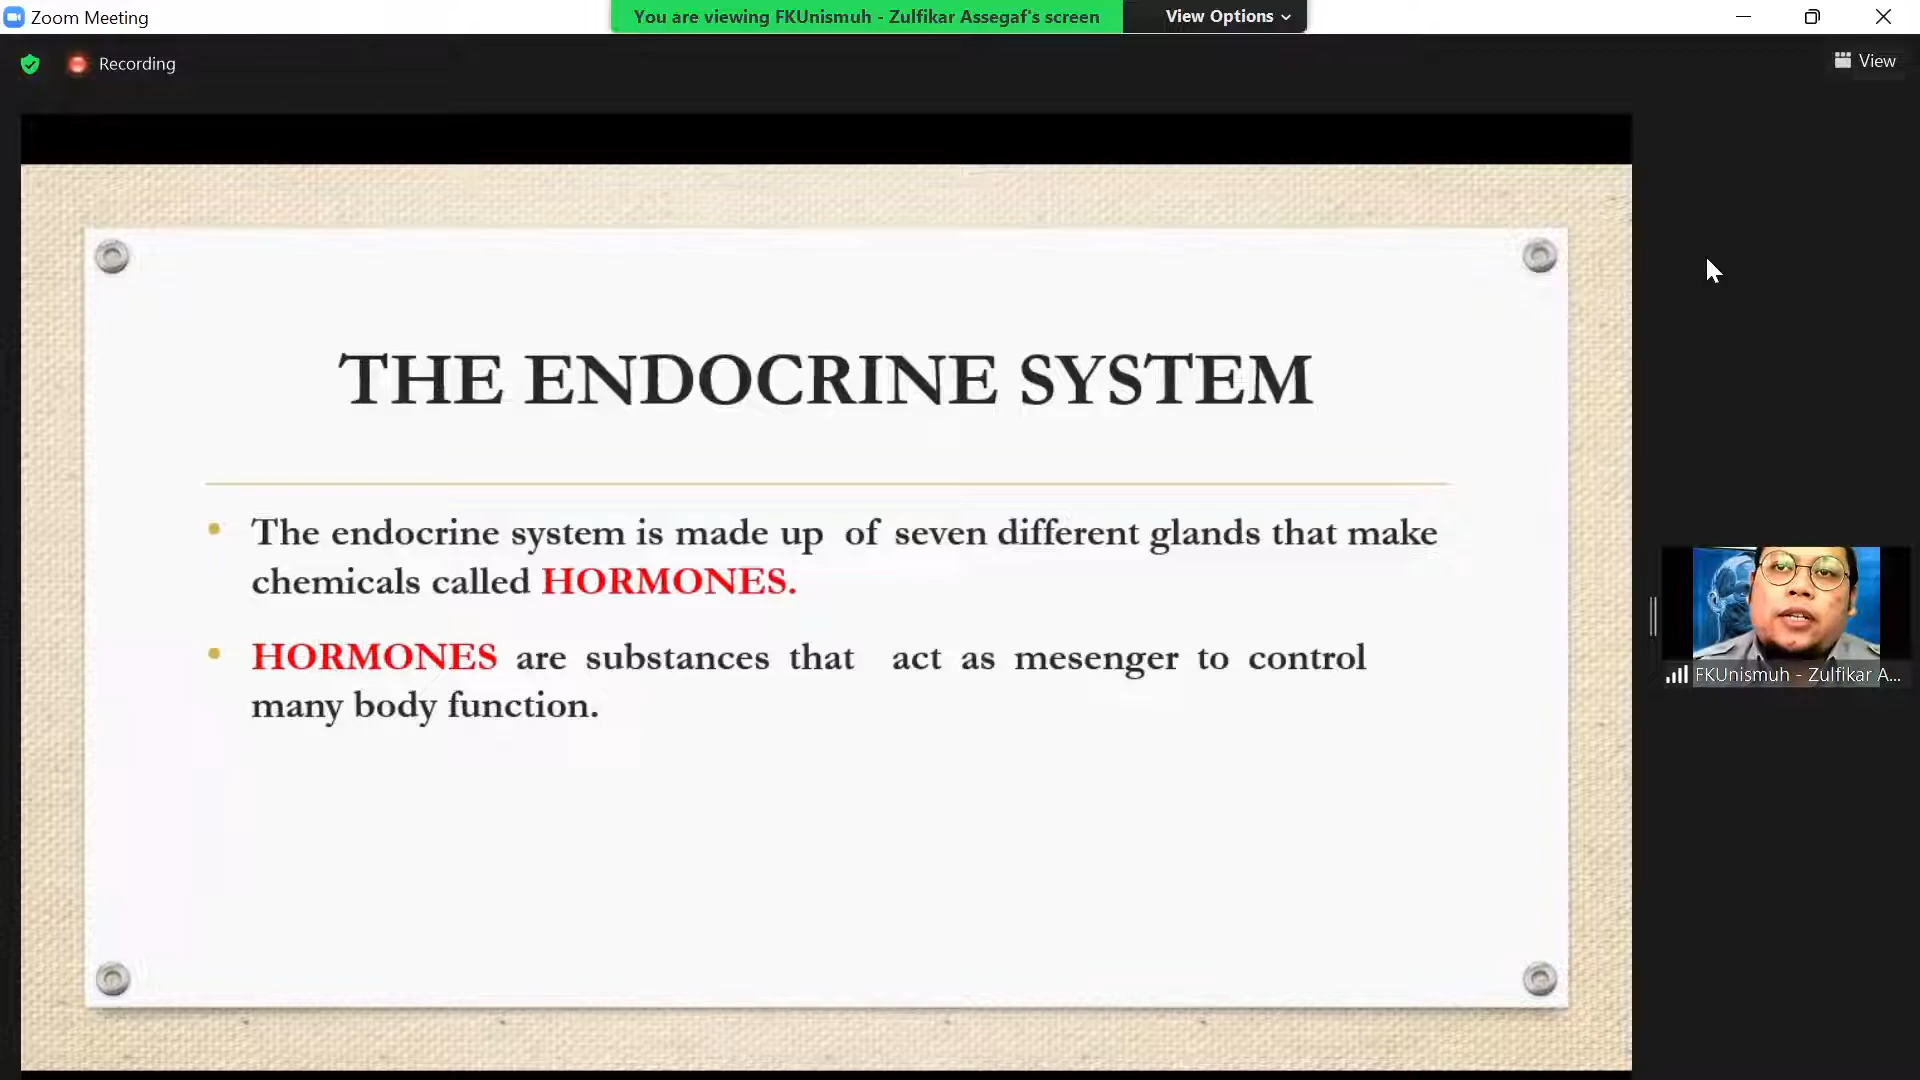 Zoom Meeting
You are viewing FKUnismuh - Zulfikar Assegaf's screen
View Options
Recording
View
THE ENDOCRINE SYSTEM
The endocrine system is made up of seven different glands that make
chemicals called HORMONES.
HORMONES are substances that act as mesenger to control
many body function.
FKUnismuh - Zulfikar A...